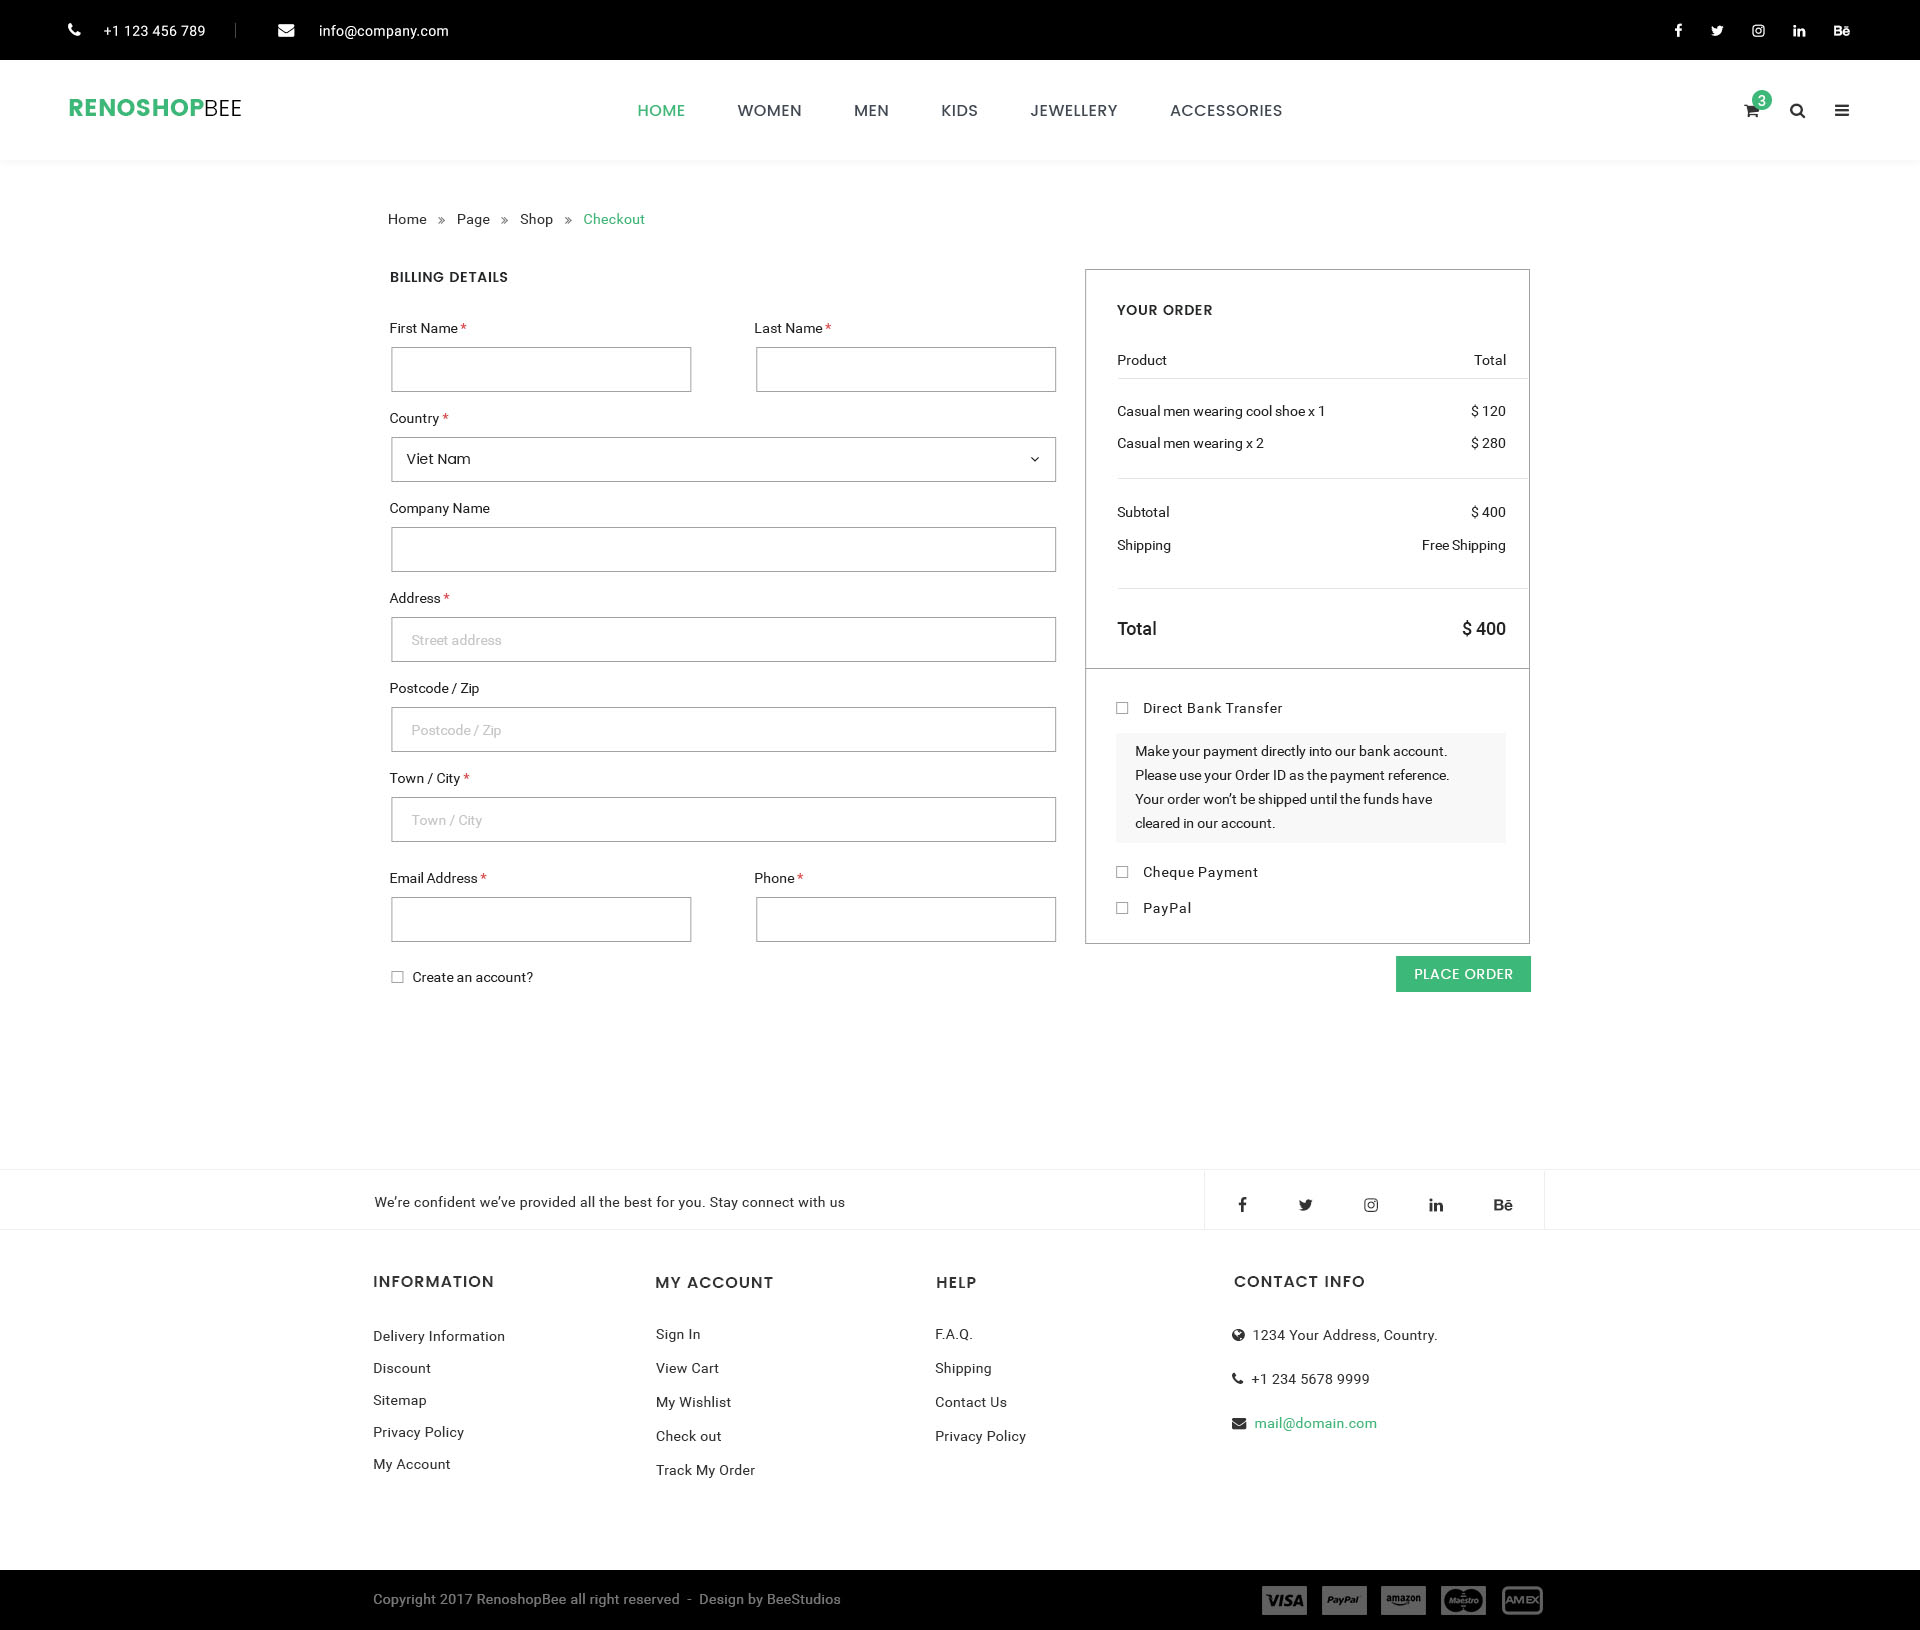 +1 123 456 789 info@company.com Bē
RENOSHOPBEE HOME WOMEN MEN KIDS JEWELLERY ACCESSORIES 3
Home » Page » Shop » Checkout
BILLING DETAILS
First Name * Last Name *
Country *
Viet Nam
Company Name
Address *
Street address
Postcode / Zip
Postcode / Zip
Town / City *
Town / City
Email Address * Phone *
Create an account?
YOUR ORDER
Product Total
Casual men wearing cool shoe x 1 $ 120
Casual men wearing x 2 $ 280
Subtotal $ 400
Shipping Free Shipping
Total $ 400
Direct Bank Transfer
Make your payment directly into our bank account.
Please use your Order ID as the payment reference.
Your order won’t be shipped until the funds have
cleared in our account.
Cheque Payment
PayPal
PLACE ORDER
We’re confident we’ve provided all the best for you. Stay connect with us Bē
INFORMATION
Delivery Information
Discount
Sitemap
Privacy Policy
My Account
MY ACCOUNT
Sign In
View Cart
My Wishlist
Check out
Track My Order
HELP
F.A.Q.
Shipping
Contact Us
Privacy Policy
CONTACT INFO
1234 Your Address, Country.
+1 234 5678 9999
mail@domain.com
Copyright 2017 RenoshopBee all right reserved - Design by BeeStudios VISA PayPal amazon Maestro AMEX